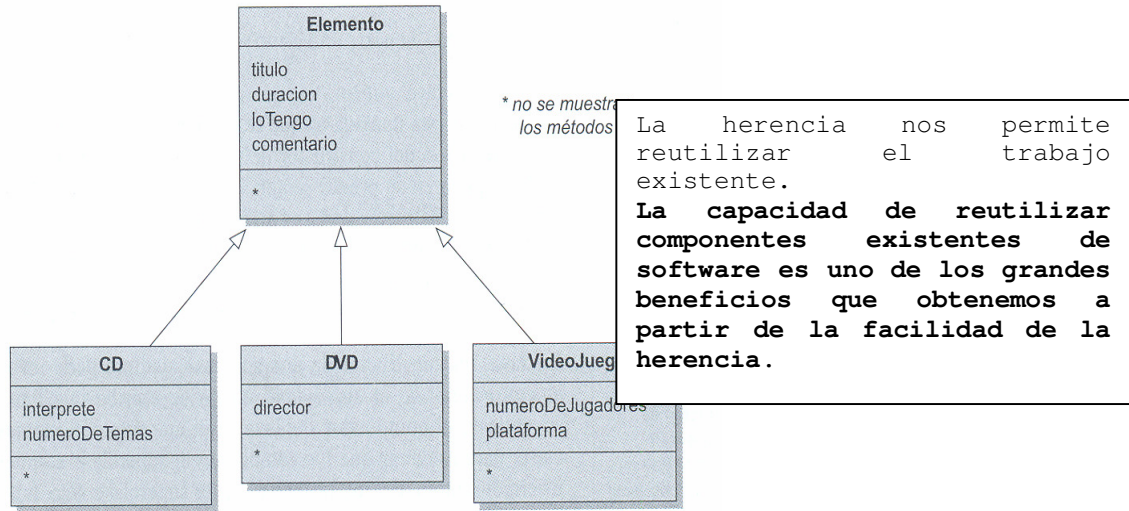 Elemento
titulo
duracion
loTengo
comentario
*
* no se muestra
los métodos
La herencia nos permite
reutilizar el trabajo
existente.
La capacidad de reutilizar
componentes existentes de
software es uno de los grandes
beneficios que obtenemos a
partir de la facilidad de la
herencia.
CD
interprete
numeroDeTemas
*
DVD
director
*
VideoJueg
numeroDeJugadores
plataforma
*